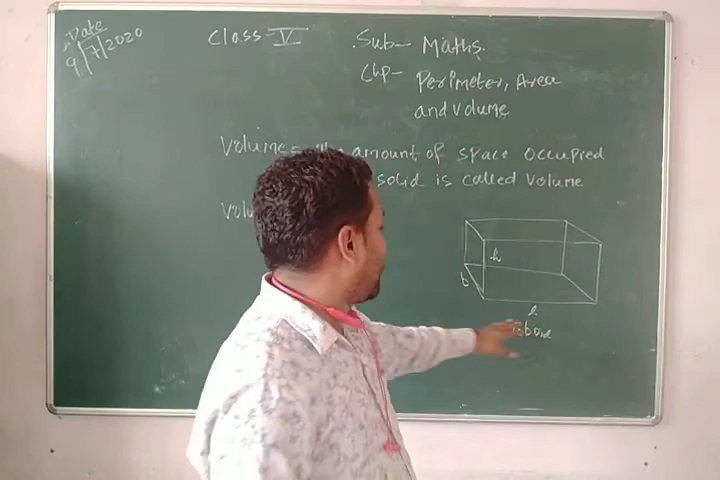 Date
9/7/2020
Class - V
Sub - Maths.
Chp - Perimeter, Area
and Volume
Volume = amount of space occupied
solid is called volume
h
b
l